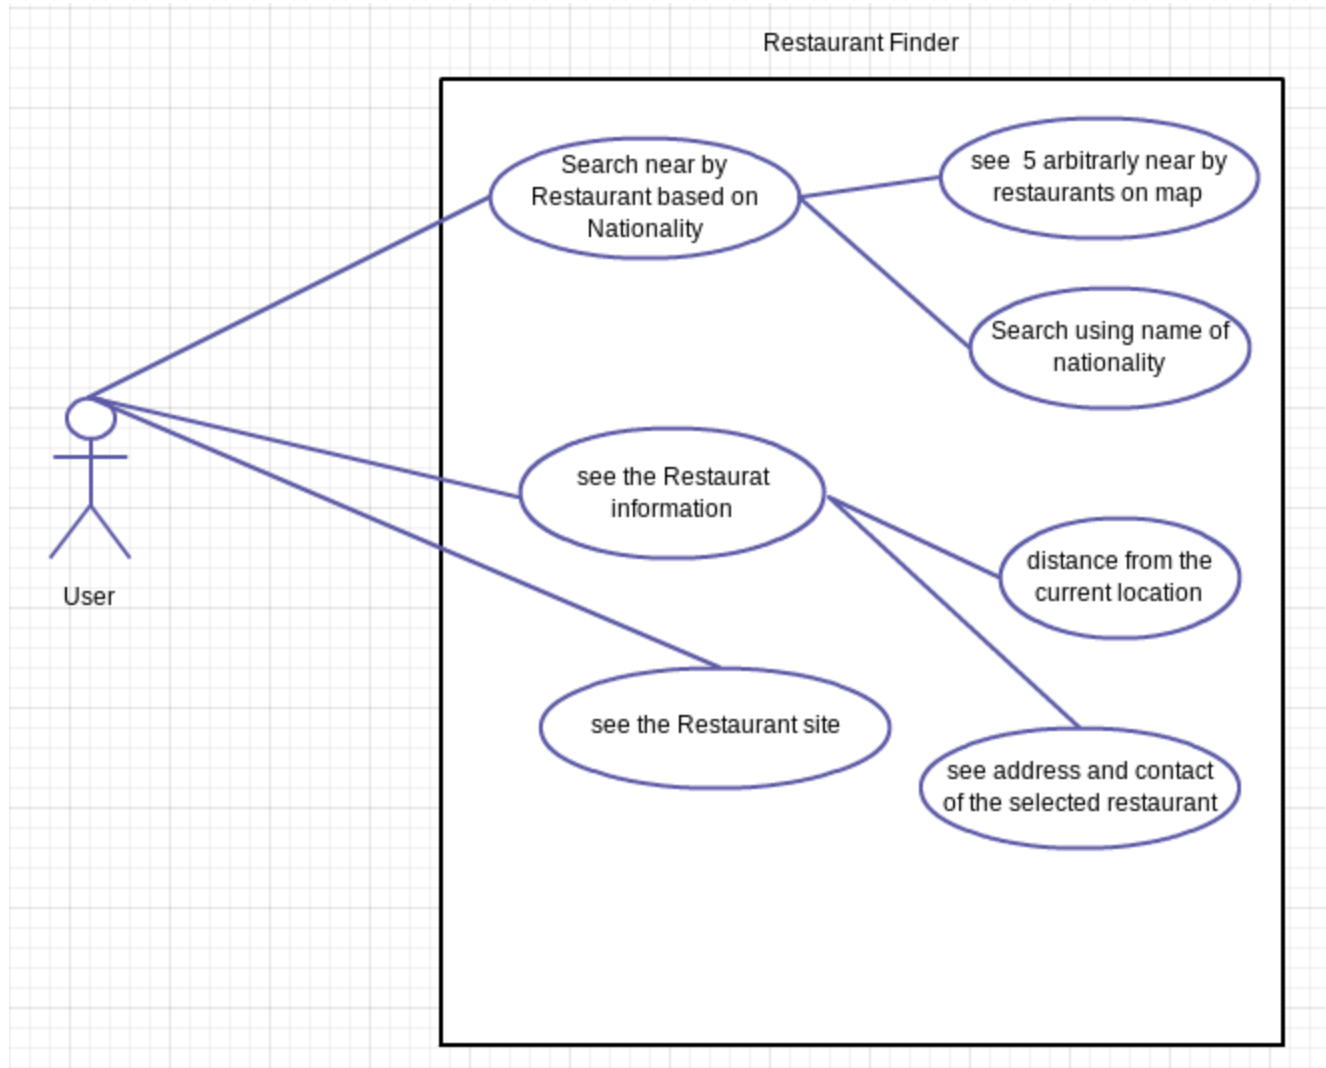 Restaurant Finder
Search near by
Restaurant based on
Nationality
see  5 arbitrarly near by
restaurants on map
Search using name of
nationality
see the Restaurat
information
distance from the
current location
User
see the Restaurant site
see address and contact
of the selected restaurant